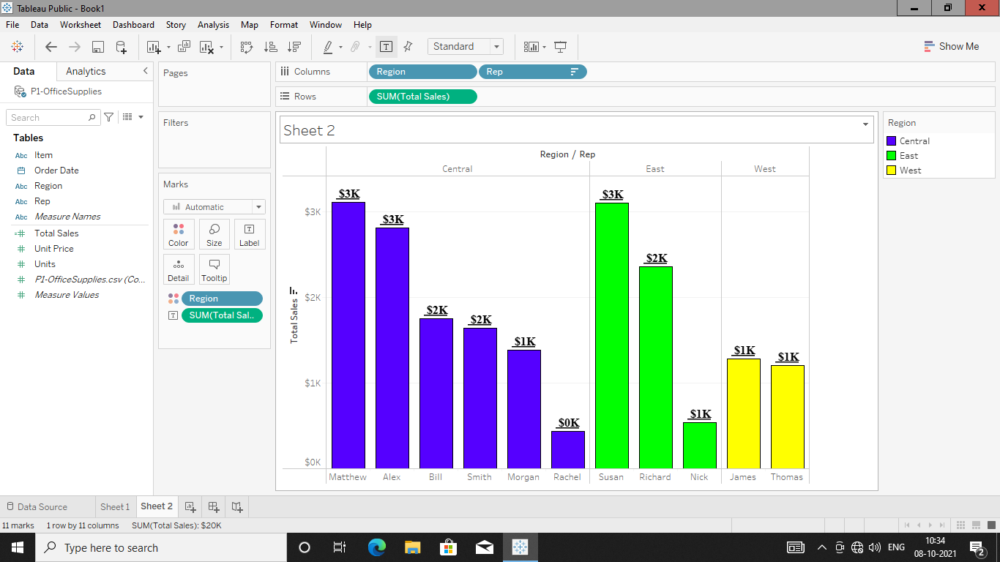 Tableau Public - Book1
File Data Worksheet Dashboard Story Analysis Map Format Window Help
Standard
Show Me
Data Analytics
P1-OfficeSupplies
Search
Tables
Abc Item
Order Date
Abc Region
Abc Rep
Abc Measure Names
Total Sales
Unit Price
Units
P1-OfficeSupplies.csv (Co...
Measure Values
Pages
Filters
Marks
Automatic
Color Size Label
Detail Tooltip
Region
SUM(Total Sal..
Columns Region Rep
Rows SUM(Total Sales)
Sheet 2
Region / Rep
Central East West
Total Sales
$3K
$2K
$1K
$0K
$3K $3K $2K $2K $1K $0K $3K $2K $1K $1K $1K
Matthew Alex Bill Smith Morgan Rachel Susan Richard Nick James Thomas
Region
Central
East
West
Data Source Sheet 1 Sheet 2
11 marks 1 row by 11 columns SUM(Total Sales): $20K
Type here to search
ENG
10:34
08-10-2021
2